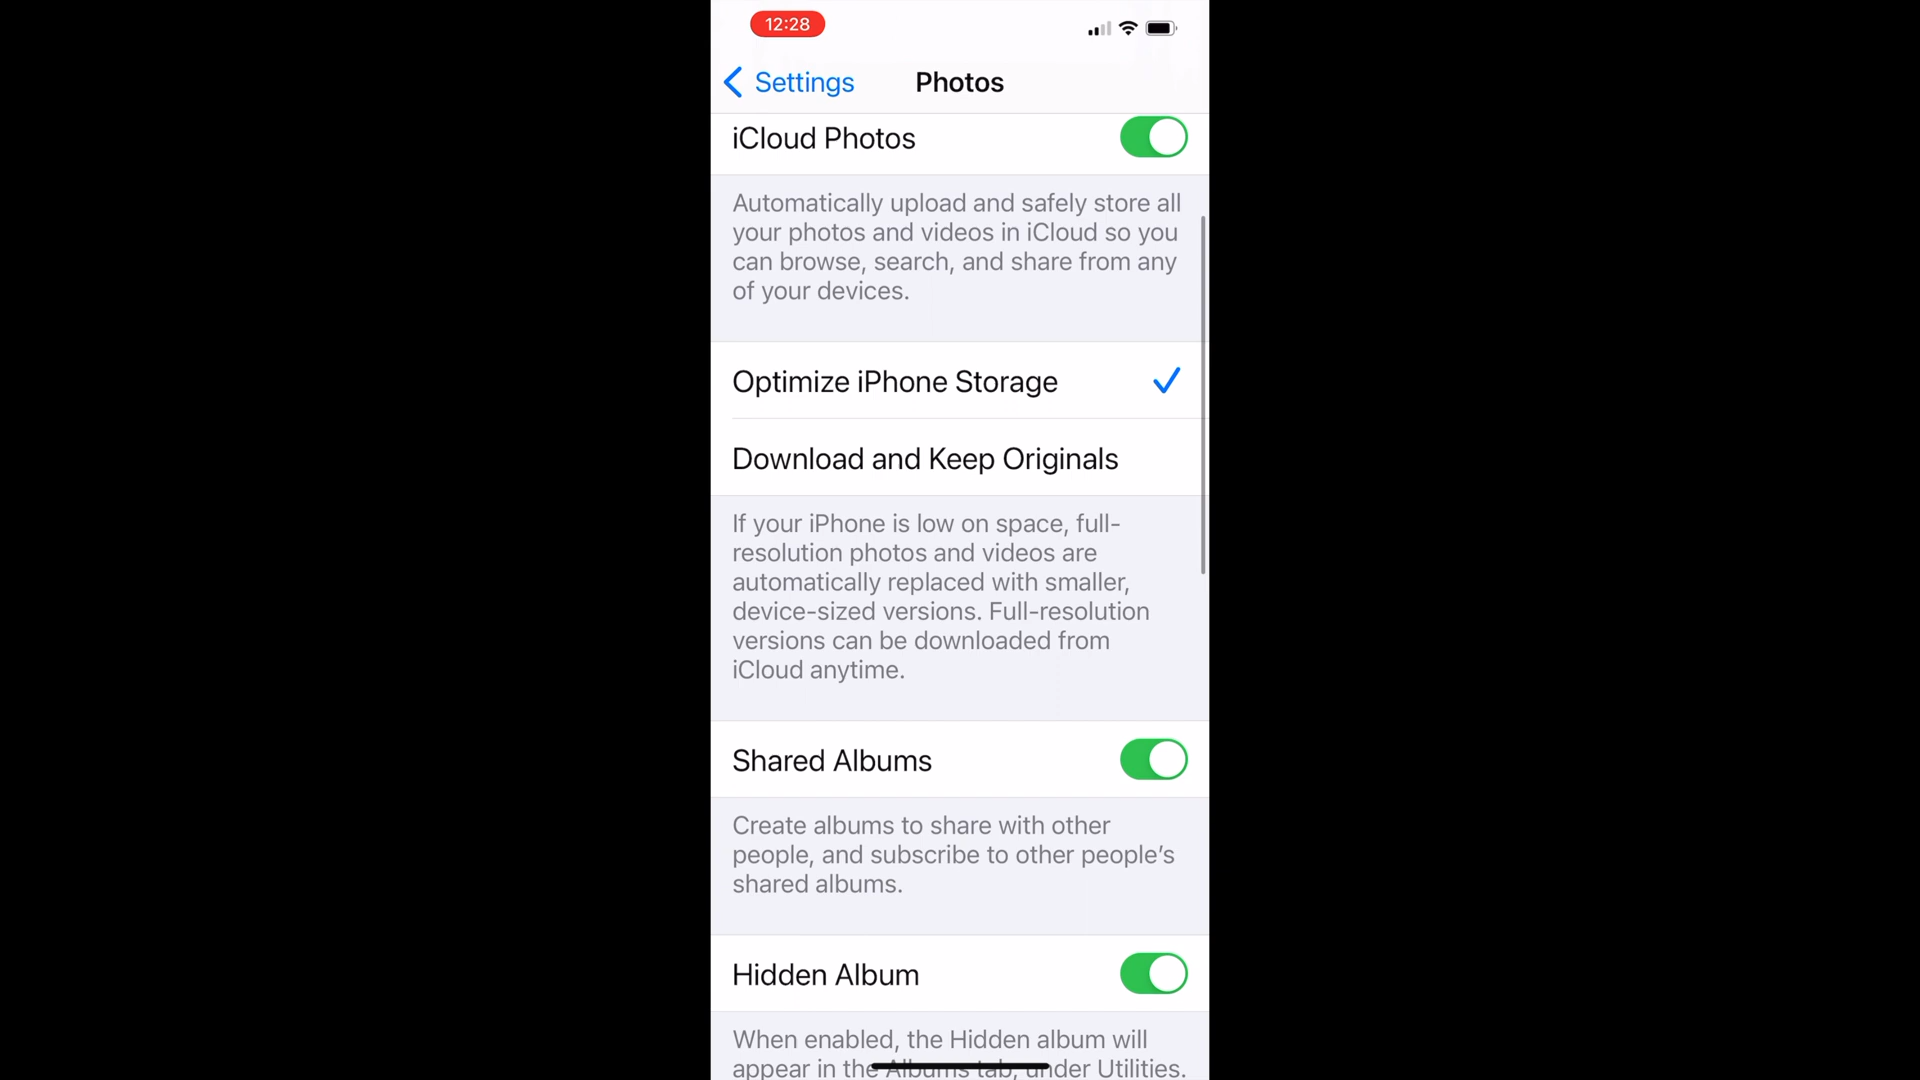 12:28
Settings
Photos
iCloud Photos
Automatically upload and safely store all
your photos and videos in iCloud so you
can browse, search, and share from any
of your devices.
Optimize iPhone Storage
Download and Keep Originals
If your iPhone is low on space, full-
resolution photos and videos are
automatically replaced with smaller,
device-sized versions. Full-resolution
versions can be downloaded from
iCloud anytime.
Shared Albums
Create albums to share with other
people, and subscribe to other people’s
shared albums.
Hidden Album
When enabled, the Hidden album will
appear in the Albums tab, under Utilities.